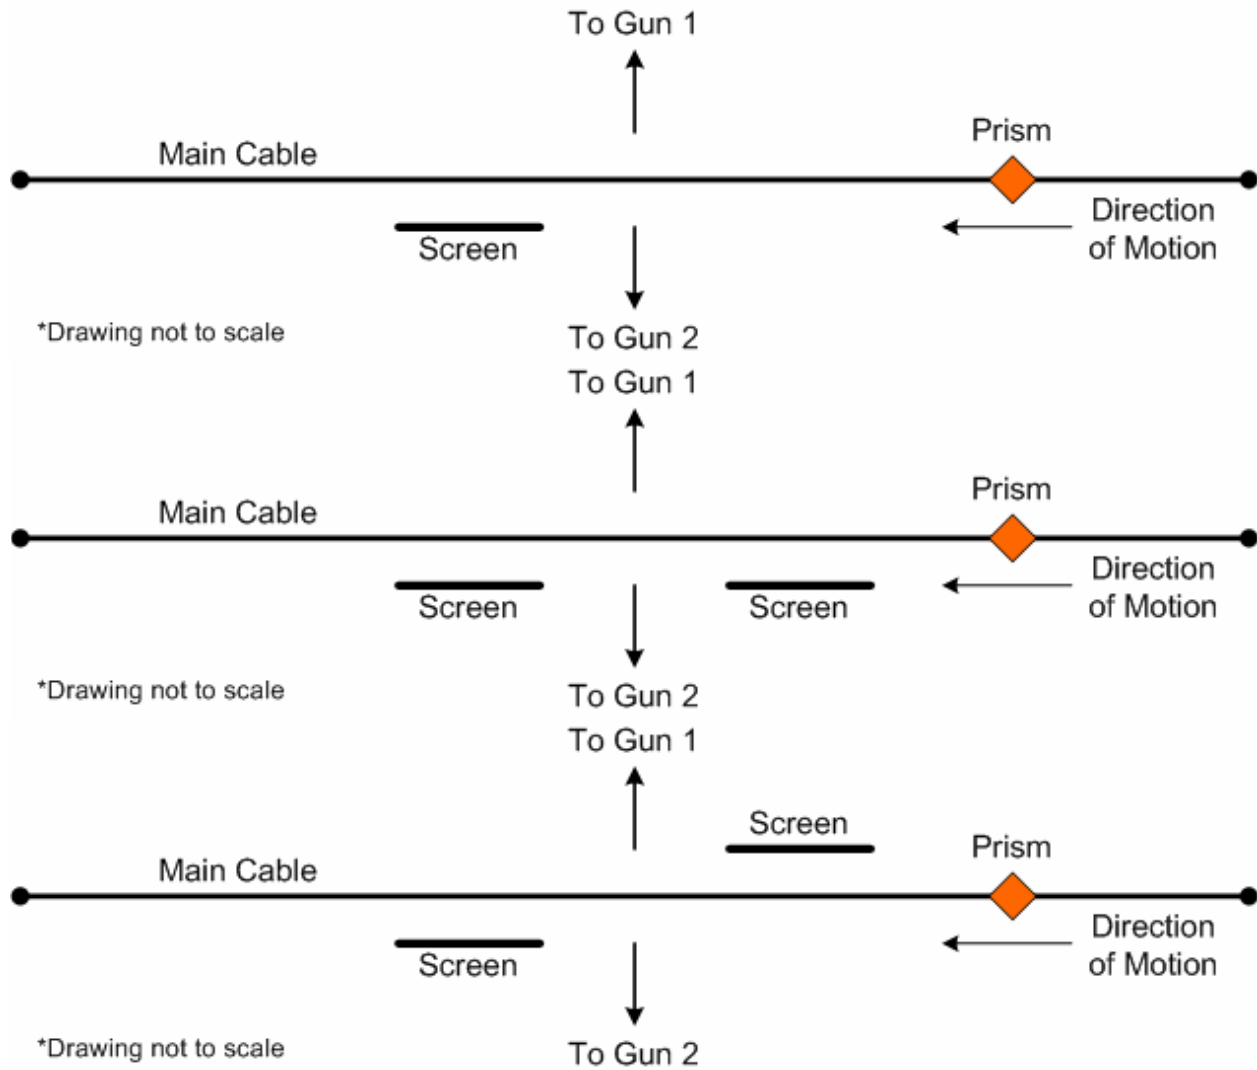 To Gun 1
Prism
Main Cable
Direction
of Motion
Screen
*Drawing not to scale
To Gun 2
To Gun 1
Prism
Main Cable
Direction
of Motion
Screen
Screen
*Drawing not to scale
To Gun 2
To Gun 1
Screen
Prism
Main Cable
Direction
of Motion
Screen
*Drawing not to scale
To Gun 2